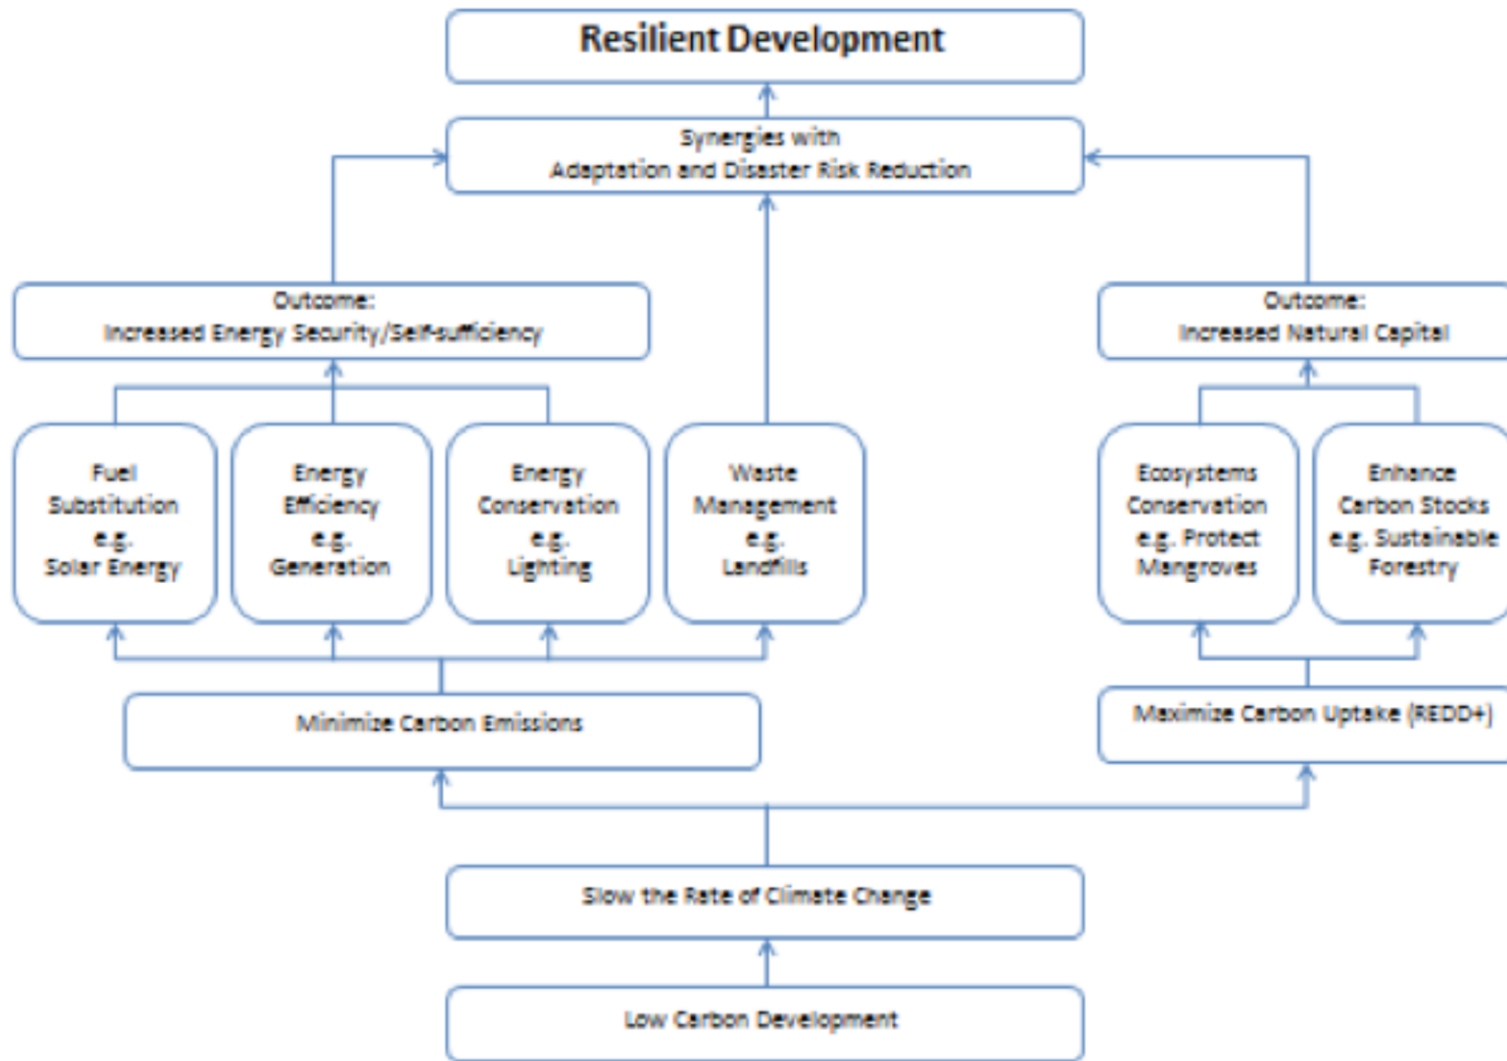 Resilient Development
Synergies with
Adaptation and Disaster Risk Reduction
Outcome:
Increased Energy Security/Self-sufficiency
Outcome:
Increased Natural Capital
Fuel
Substitution
e.g.
Solar Energy
Energy
Efficiency
e.g.
Generation
Energy
Conservation
e.g.
Lighting
Waste
Management
e.g.
Landfills
Ecosystems
Conservation
e.g. Protect
Mangroves
Enhance
Carbon Stocks
e.g. Sustainable
Forestry
Minimize Carbon Emissions
Maximize Carbon Uptake (REDD+)
Slow the Rate of Climate Change
Low Carbon Development